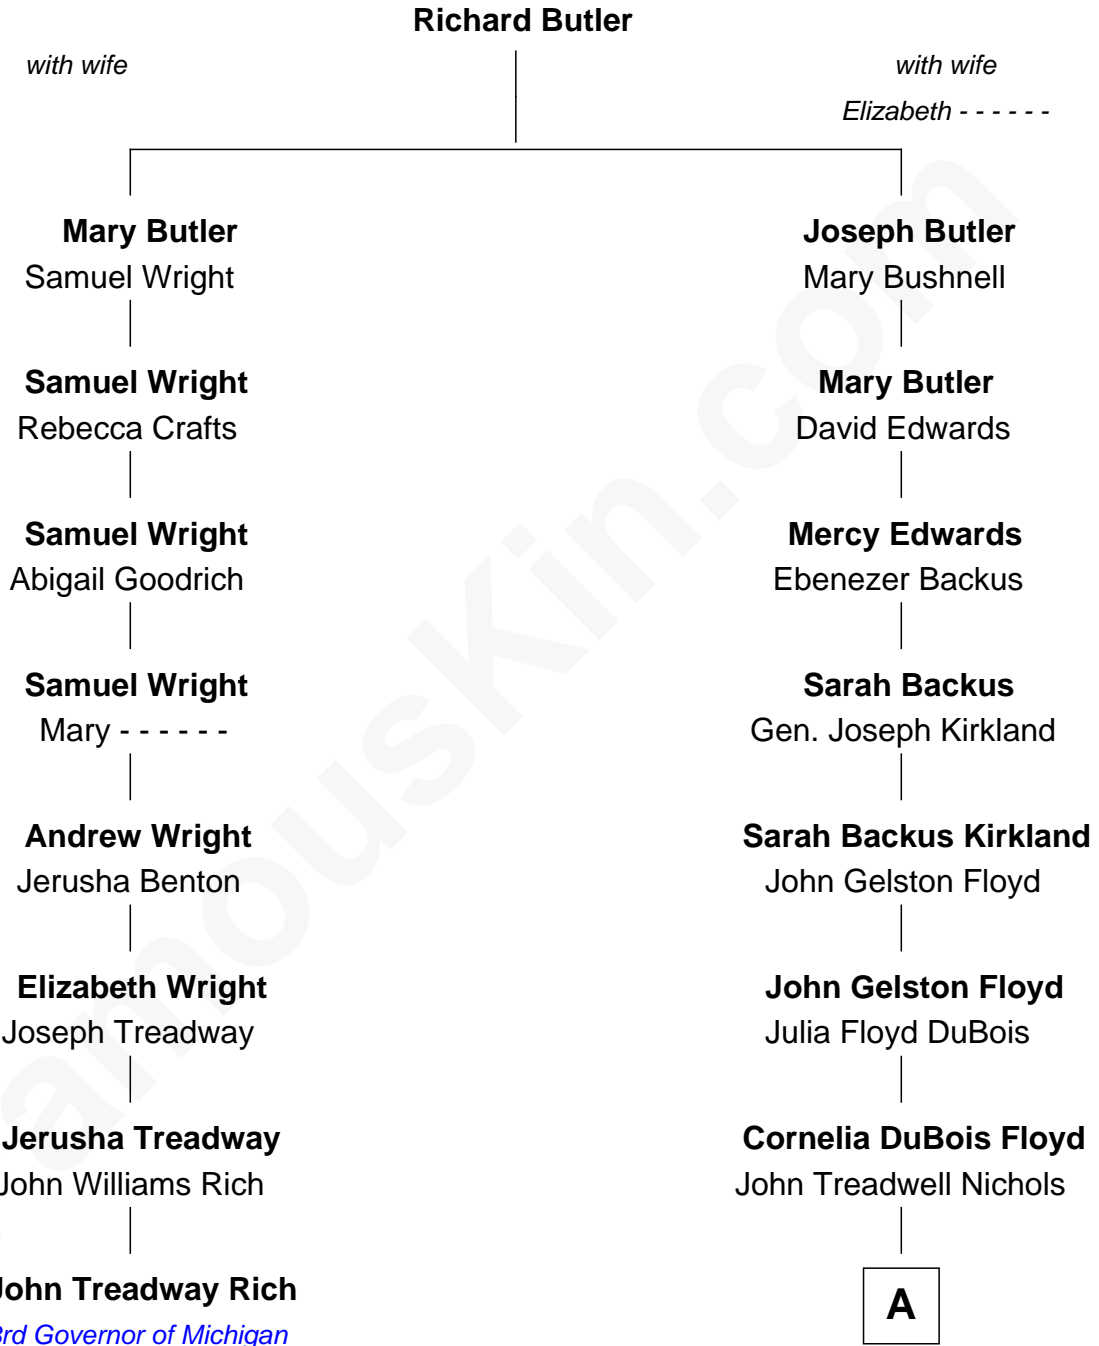 Richard Butler
with wife
with wife
Elizabeth - - - - - -
Mary Butler
Samuel Wright
Joseph Butler
Mary Bushnell
Samuel Wright
Rebecca Crafts
Mary Butler
David Edwards
Samuel Wright
Abigail Goodrich
Mercy Edwards
Ebenezer Backus
Samuel Wright
Mary - - - - - -
Sarah Backus
Gen. Joseph Kirkland
Andrew Wright
Jerusha Benton
Sarah Backus Kirkland
John Gelston Floyd
Elizabeth Wright
Joseph Treadway
John Gelston Floyd
Julia Floyd DuBois
Jerusha Treadway
John Williams Rich
Cornelia DuBois Floyd
John Treadwell Nichols
John Treadway Rich
3rd Governor of Michigan
A
amouskin.com